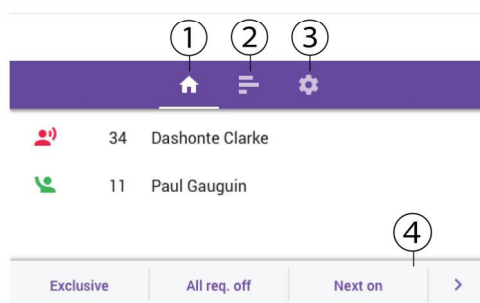 1 2 3
34 Dashonte Clarke
11 Paul Gauguin
4
Exclusive All req. off Next on